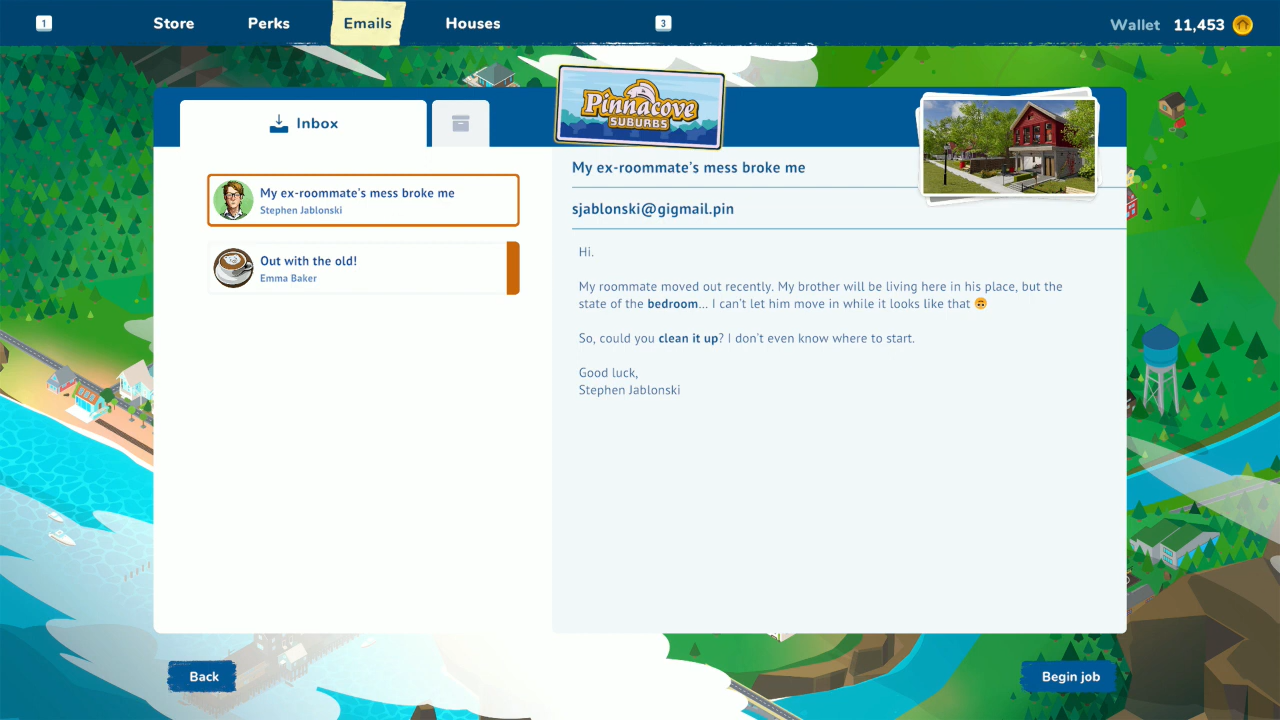 1
Store
Perks
Emails
Houses
3
Wallet 11,453
Inbox
Pinnacove
SUBURBS
My ex-roommate's mess broke me
Stephen Jablonski
Out with the old!
Emma Baker
My ex-roommate's mess broke me
sjablonski@gigmail.pin
Hi.
My roommate moved out recently. My brother will be living here in his place, but the
state of the bedroom... I can't let him move in while it looks like that 🙃
So, could you clean it up? I don't even know where to start.
Good luck,
Stephen Jablonski
Back
Begin job